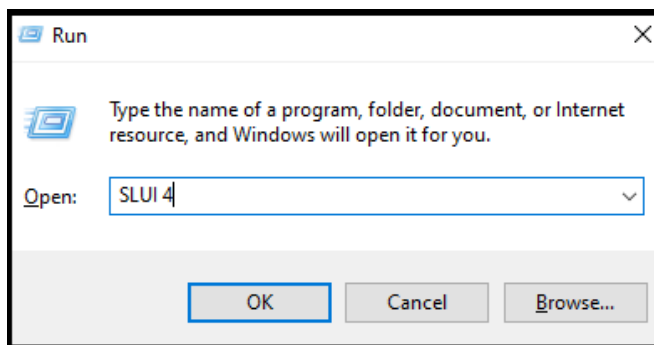 Run
Type the name of a program, folder, document, or Internet
resource, and Windows will open it for you.
Open: SLUI 4
OK Cancel Browse...